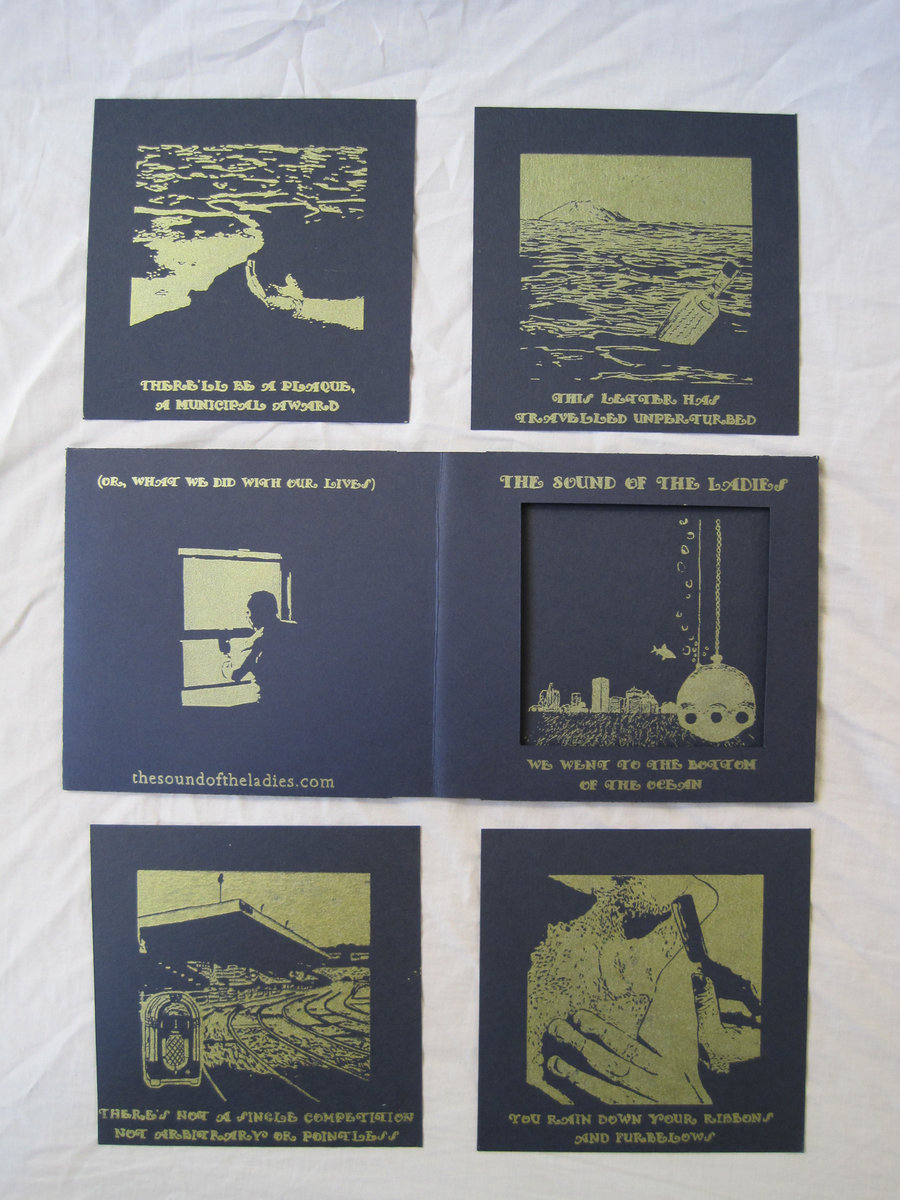 THERE'LL BE A PLAQUE,
A MUNICIPAL AWARD
THIS LETTER HAS
TRAVELLED UNPERTURBED
(OR, WHAT WE DID WITH OUR LIVES)
thesoundoftheladies.com
THE SOUND OF THE LADIES
WE WENT TO THE BOTTOM
OF THE OCEAN
THERE'S NOT A SINGLE COMPETITION
NOT ARBITRARY OR POINTLESS
YOU RAIN DOWN YOUR RIBBONS
AND FURBELOWS